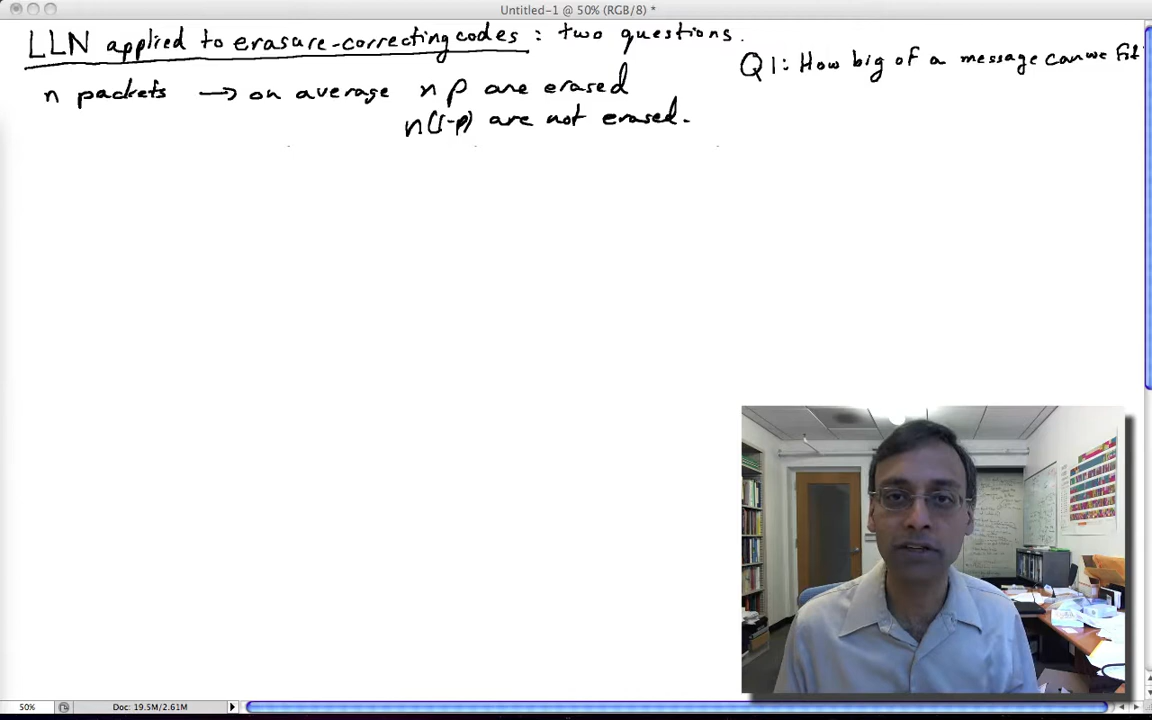 Untitled-1 @ 50% (RGB/8) *
LLN applied to erasure-correcting codes : two questions.
Q1: How big of a message can we fit
n packets → on average np are erased
n(1-p) are not erased.
50%
Doc: 19.5M/2.61M